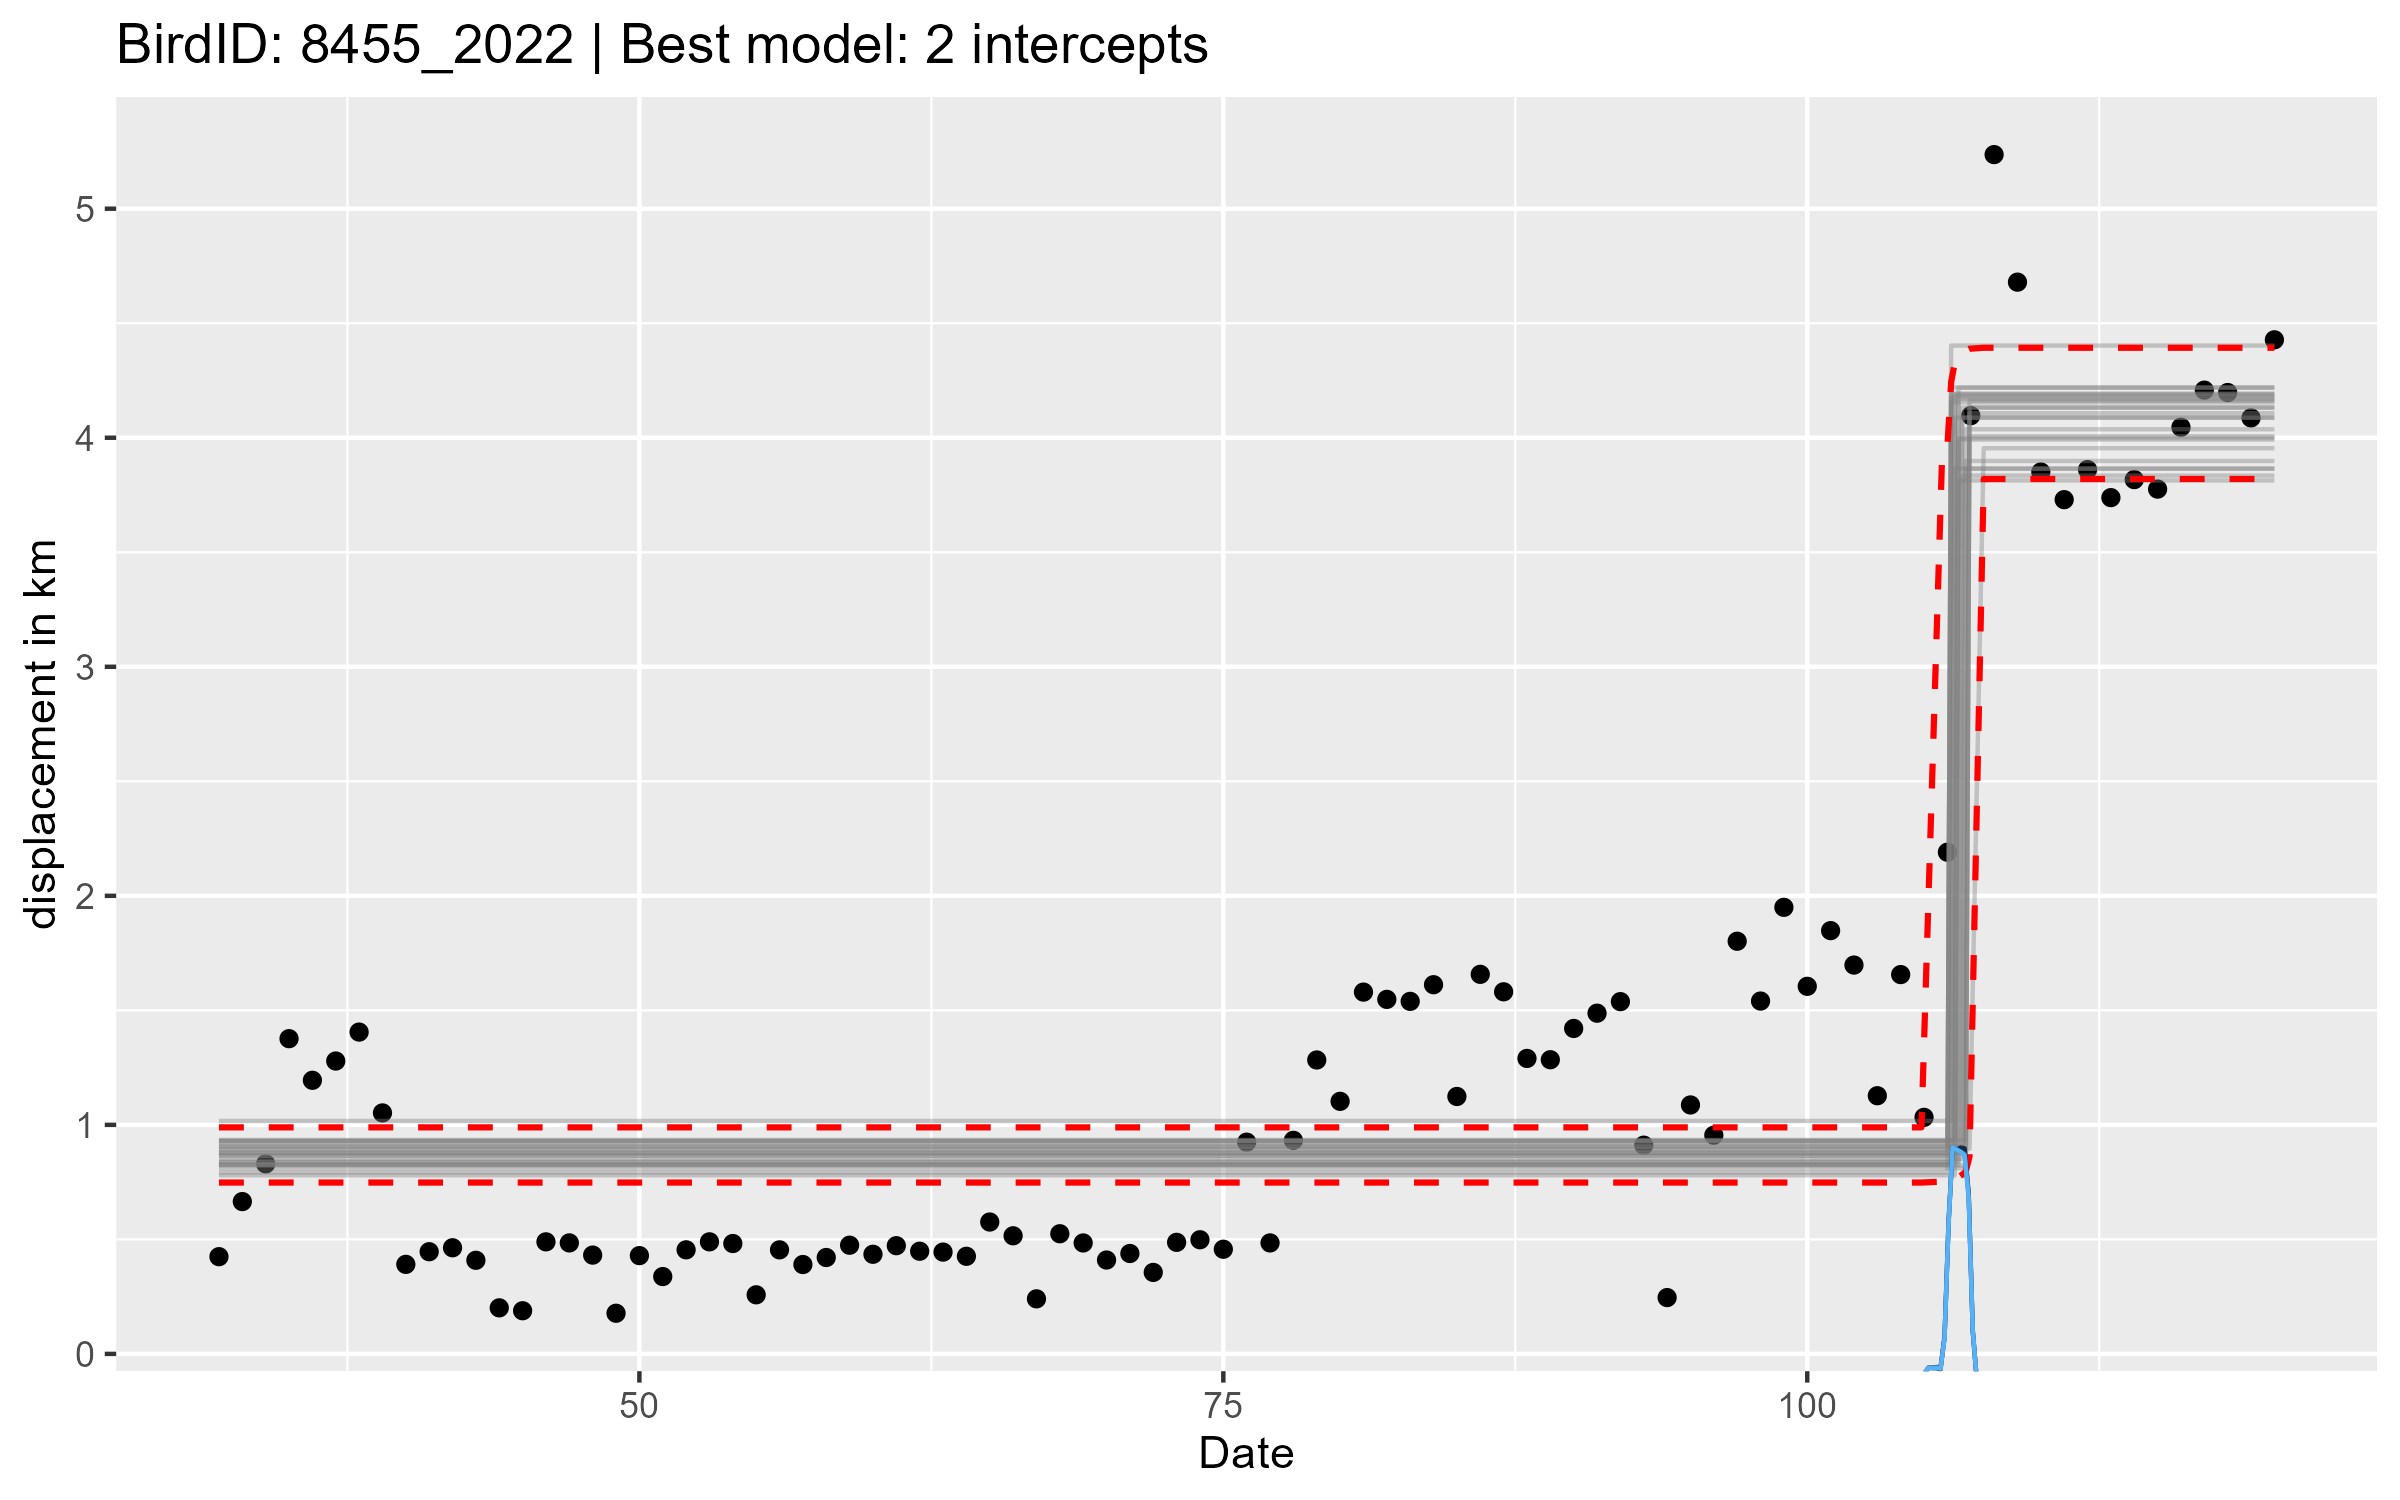 BirdID: 8455_2022 | Best model: 2 intercepts
displacement in km
5
4
3
2
1
0
50 75 100
Date